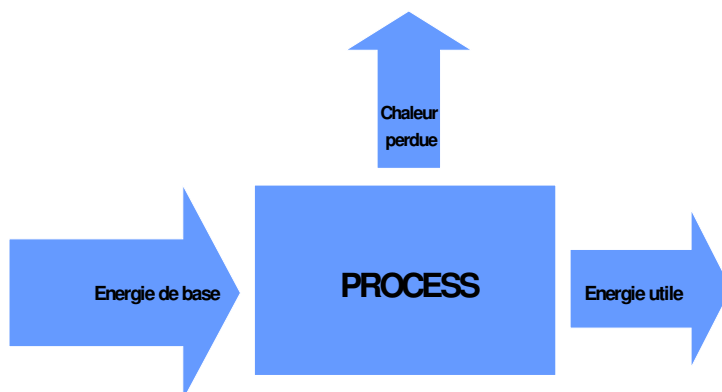 Chaleur
perdue
Energie de base
PROCESS
Energie utile